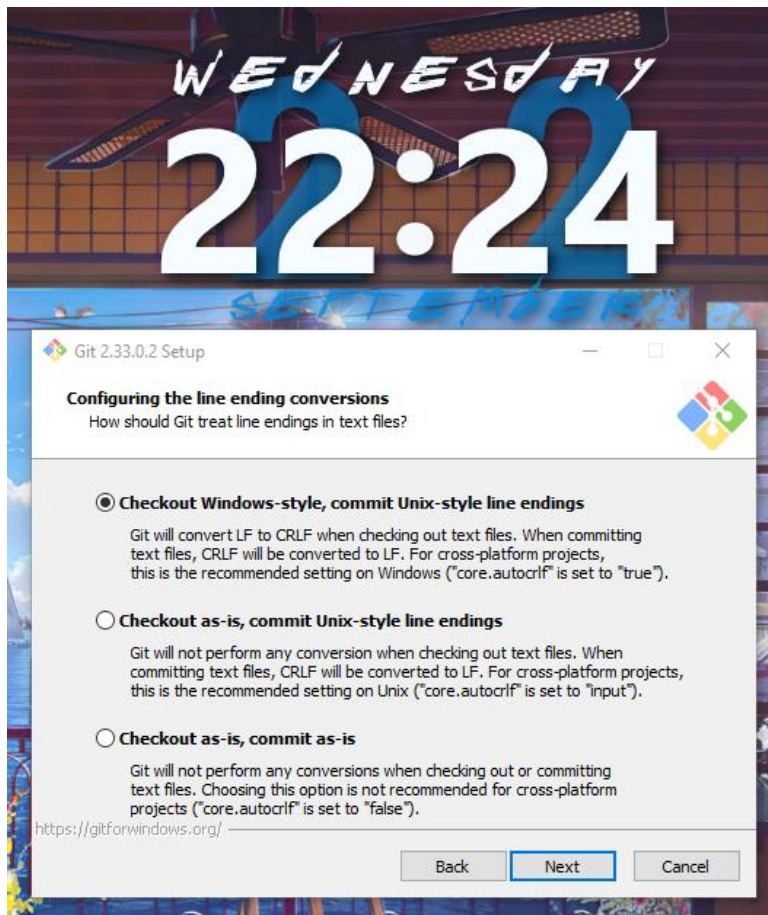 WEDNESDAY
22
22:24
SEPTEMBER
Git 2.33.0.2 Setup
Configuring the line ending conversions
How should Git treat line endings in text files?
Checkout Windows-style, commit Unix-style line endings
Git will convert LF to CRLF when checking out text files. When committing
text files, CRLF will be converted to LF. For cross-platform projects,
this is the recommended setting on Windows ("core.autocrlf" is set to "true").
Checkout as-is, commit Unix-style line endings
Git will not perform any conversion when checking out text files. When
committing text files, CRLF will be converted to LF. For cross-platform projects,
this is the recommended setting on Unix ("core.autocrlf" is set to "input").
Checkout as-is, commit as-is
Git will not perform any conversions when checking out or committing
text files. Choosing this option is not recommended for cross-platform
projects ("core.autocrlf" is set to "false").
https://gitforwindows.org/
Back Next Cancel